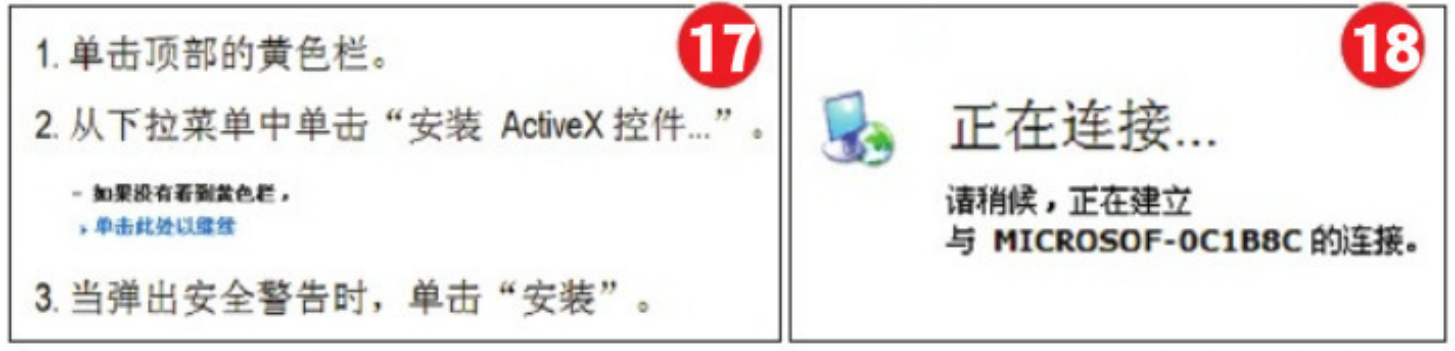 17
1. 单击顶部的黄色栏。
2. 从下拉菜单中单击“安装 ActiveX 控件...”。
- 如果没有看到黄色栏，
单击此处以继续
3. 当弹出安全警告时，单击“安装”。
18
正在连接...
请稍候，正在建立
与 MICROSOF-0C1B8C 的连接。